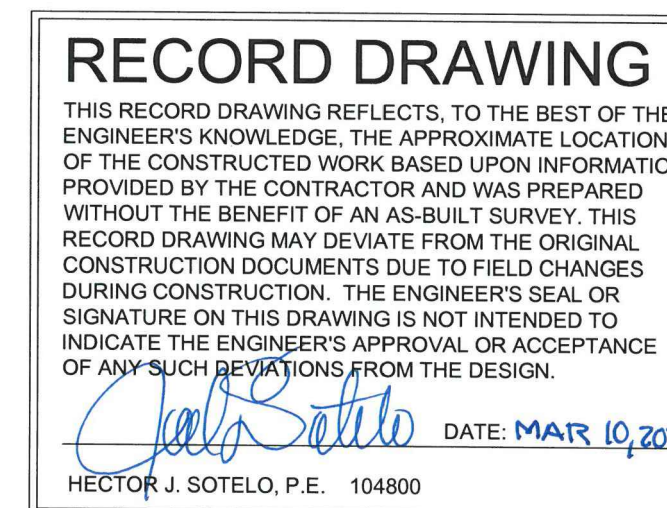 RECORD DRAWING
THIS RECORD DRAWING REFLECTS, TO THE BEST OF THE
ENGINEER'S KNOWLEDGE, THE APPROXIMATE LOCATION
OF THE CONSTRUCTED WORK BASED UPON INFORMATIO
PROVIDED BY THE CONTRACTOR AND WAS PREPARED
WITHOUT THE BENEFIT OF AN AS-BUILT SURVEY. THIS
RECORD DRAWING MAY DEVIATE FROM THE ORIGINAL
CONSTRUCTION DOCUMENTS DUE TO FIELD CHANGES
DURING CONSTRUCTION. THE ENGINEER'S SEAL OR
SIGNATURE ON THIS DRAWING IS NOT INTENDED TO
INDICATE THE ENGINEER'S APPROVAL OR ACCEPTANCE
OF ANY SUCH DEVIATIONS FROM THE DESIGN.
Sotelo DATE: MAR 10, 20
HECTOR J. SOTELO, P.E. 104800